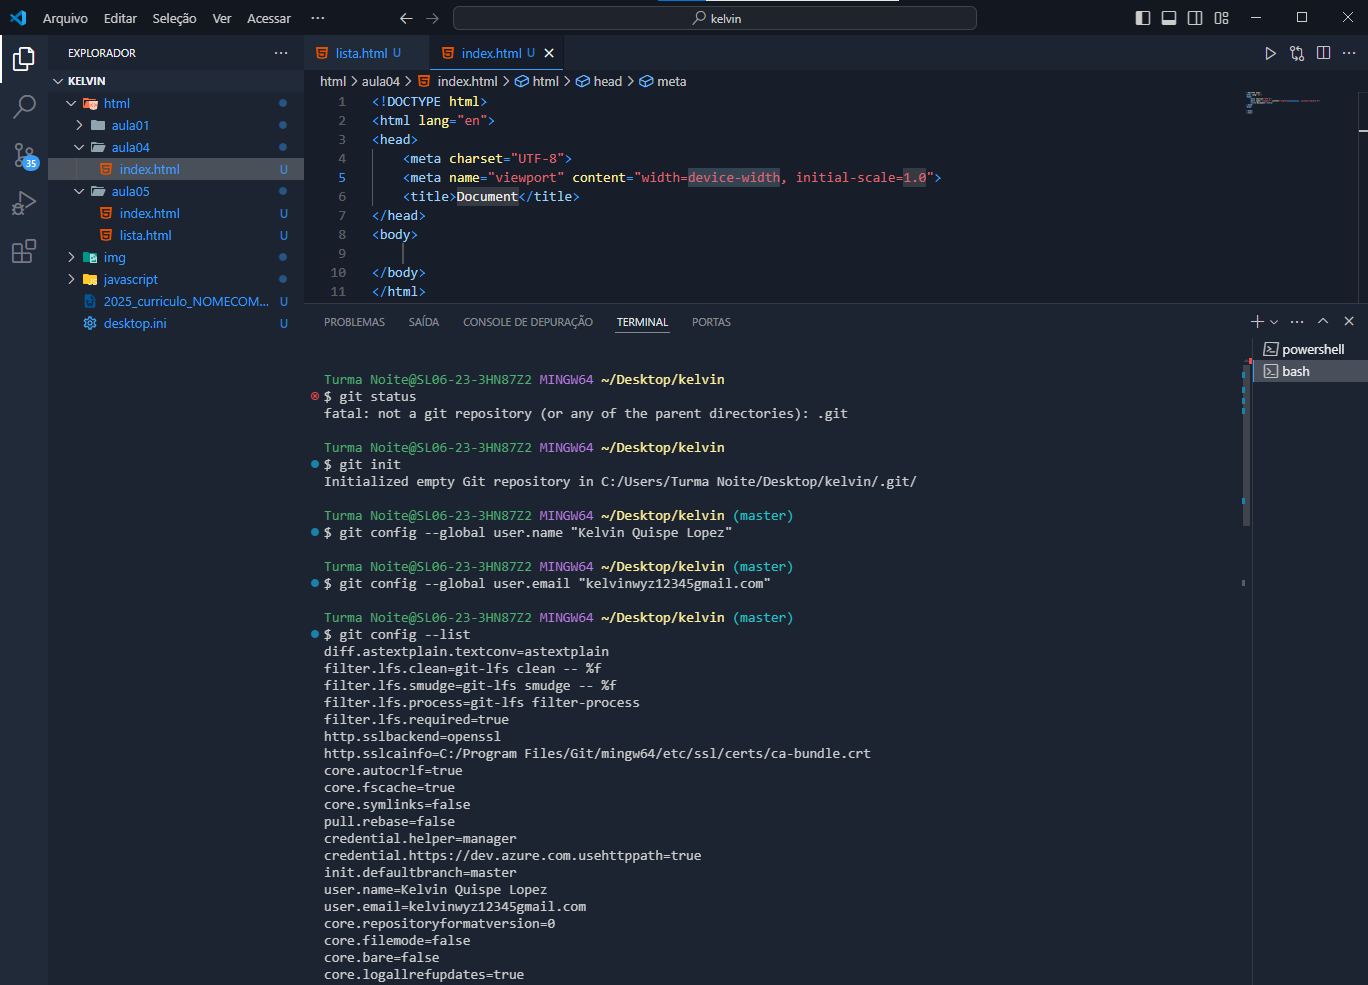 Arquivo Editar Seleção Ver Acessar ···
kelvin
EXPLORADOR ···
KELVIN
html
aula01
aula04
index.html U
aula05
index.html U
lista.html U
img
javascript
2025_curriculo_NOMECOM... U
desktop.ini U
35
lista.html U
index.html U
html > aula04 > index.html > html > head > meta
1 <!DOCTYPE html>
2 <html lang="en">
3 <head>
4 <meta charset="UTF-8">
5 <meta name="viewport" content="width=device-width, initial-scale=1.0">
6 <title>Document</title>
7 </head>
8 <body>
9
10 </body>
11 </html>
PROBLEMAS SAÍDA CONSOLE DE DEPURAÇÃO TERMINAL PORTAS
powershell
bash
Turma Noite@SL06-23-3HN87Z2 MINGW64 ~/Desktop/kelvin
$ git status
fatal: not a git repository (or any of the parent directories): .git
Turma Noite@SL06-23-3HN87Z2 MINGW64 ~/Desktop/kelvin
$ git init
Initialized empty Git repository in C:/Users/Turma Noite/Desktop/kelvin/.git/
Turma Noite@SL06-23-3HN87Z2 MINGW64 ~/Desktop/kelvin (master)
$ git config --global user.name "Kelvin Quispe Lopez"
Turma Noite@SL06-23-3HN87Z2 MINGW64 ~/Desktop/kelvin (master)
$ git config --global user.email "kelvinwyz12345gmail.com"
Turma Noite@SL06-23-3HN87Z2 MINGW64 ~/Desktop/kelvin (master)
$ git config --list
diff.astextplain.textconv=astextplain
filter.lfs.clean=git-lfs clean -- %f
filter.lfs.smudge=git-lfs smudge -- %f
filter.lfs.process=git-lfs filter-process
filter.lfs.required=true
http.sslbackend=openssl
http.sslcainfo=C:/Program Files/Git/mingw64/etc/ssl/certs/ca-bundle.crt
core.autocrlf=true
core.fscache=true
core.symlinks=false
pull.rebase=false
credential.helper=manager
credential.https://dev.azure.com.usehttppath=true
init.defaultbranch=master
user.name=Kelvin Quispe Lopez
user.email=kelvinwyz12345gmail.com
core.repositoryformatversion=0
core.filemode=false
core.bare=false
core.logallrefupdates=true